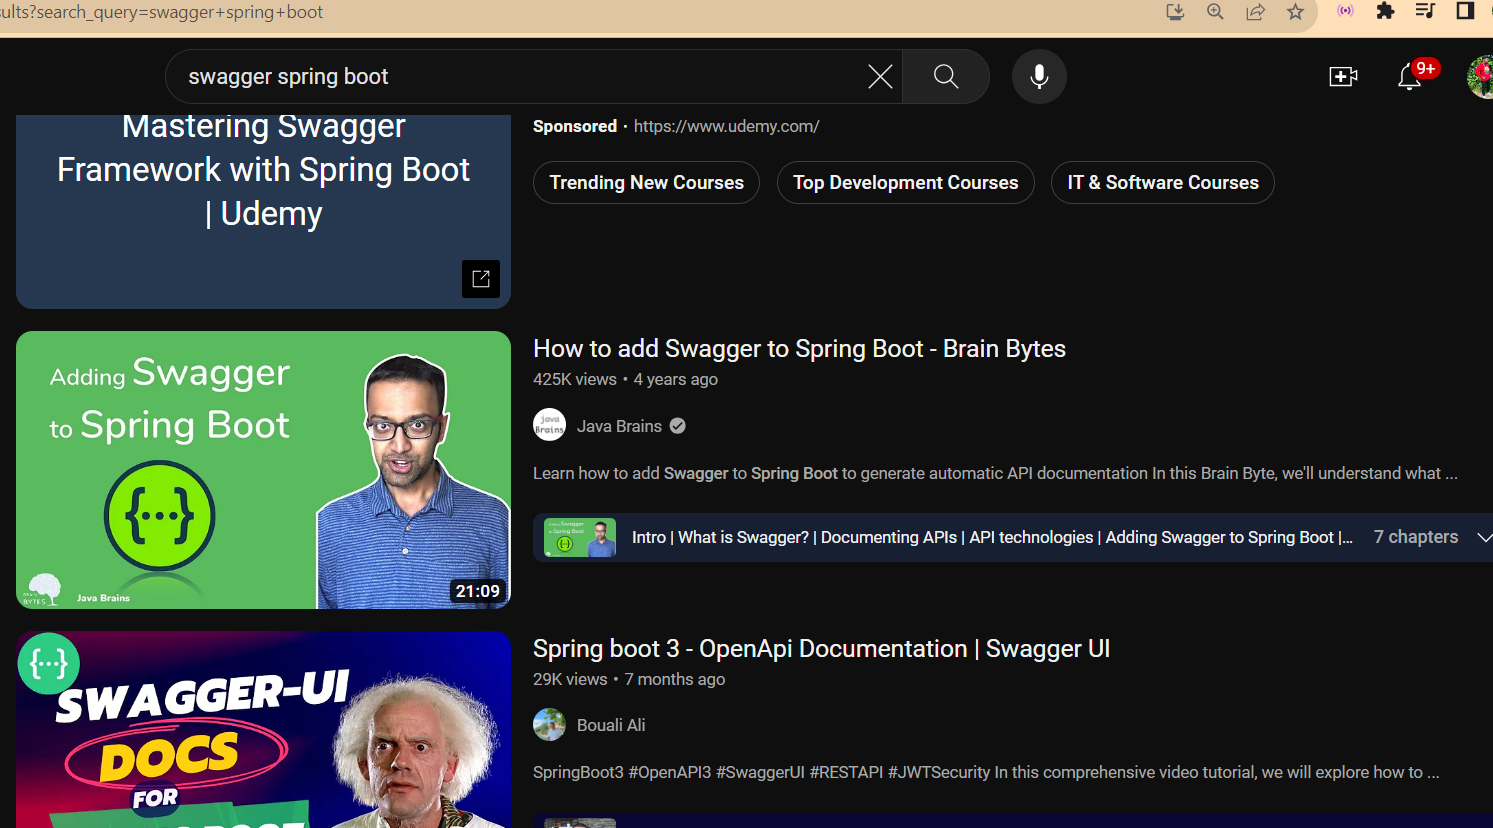 sults?search_query=swagger+spring+boot
swagger spring boot
9+
Mastering Swagger
Framework with Spring Boot
| Udemy
Sponsored • https://www.udemy.com/
Trending New Courses
Top Development Courses
IT & Software Courses
Adding Swagger
to Spring Boot
{···}
BYTES
Java Brains
21:09
How to add Swagger to Spring Boot - Brain Bytes
425K views • 4 years ago
java
Brains
Java Brains
Learn how to add Swagger to Spring Boot to generate automatic API documentation In this Brain Byte, we'll understand what ...
Intro | What is Swagger? | Documenting APIs | API technologies | Adding Swagger to Spring Boot |...
7 chapters
{···}
SWAGGER-UI
DOCS
FOR
Spring boot 3 - OpenApi Documentation | Swagger UI
29K views • 7 months ago
Bouali Ali
SpringBoot3 #OpenAPI3 #SwaggerUI #RESTAPI #JWTSecurity In this comprehensive video tutorial, we will explore how to ...